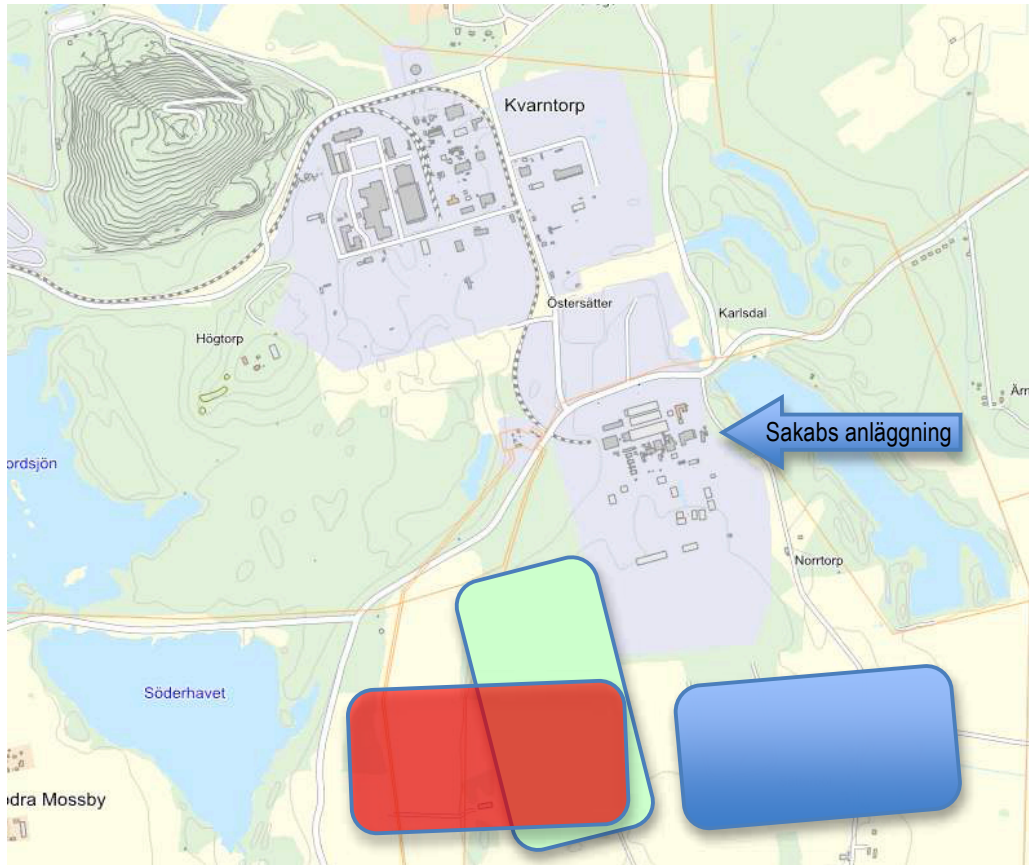 Kvarntorp
Östersätter
Karlsdal
Högtorp
Sakabs anläggning
ordsjön
Norrtorp
Söderhavet
dra Mossby